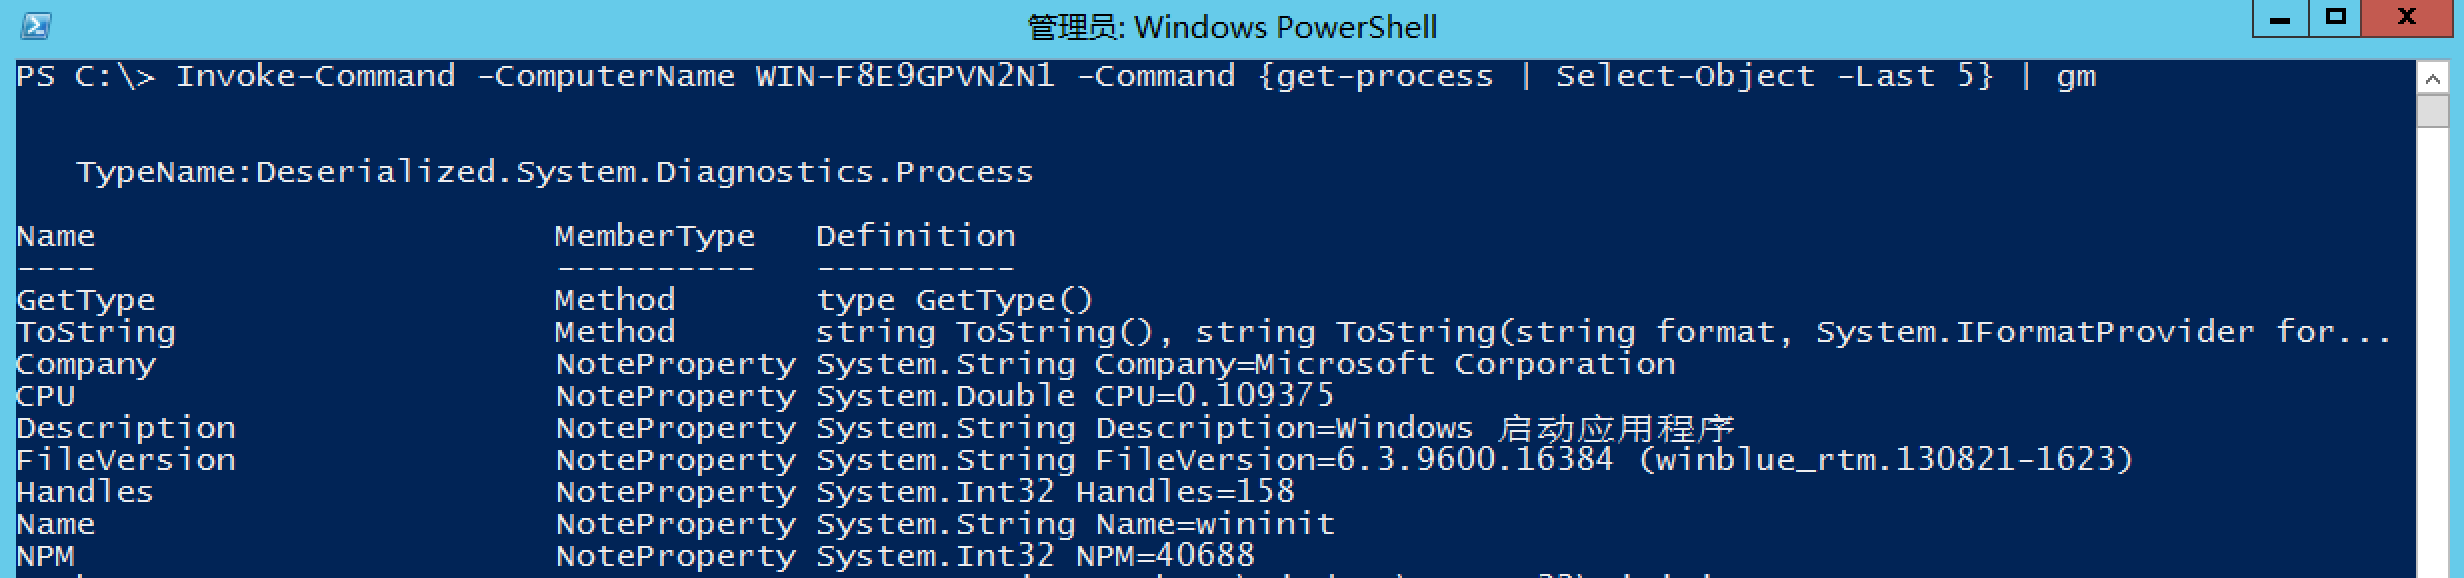 管理员: Windows PowerShell
PS C:\> Invoke-Command -ComputerName WIN-F8E9GPVN2N1 -Command {get-process | Select-Object -Last 5} | gm
TypeName:Deserialized.System.Diagnostics.Process
Name MemberType Definition
---- ---------- ----------
GetType Method type GetType()
ToString Method string ToString(), string ToString(string format, System.IFormatProvider for...
Company NoteProperty System.String Company=Microsoft Corporation
CPU NoteProperty System.Double CPU=0.109375
Description NoteProperty System.String Description=Windows 启动应用程序
FileVersion NoteProperty System.String FileVersion=6.3.9600.16384 (winblue_rtm.130821-1623)
Handles NoteProperty System.Int32 Handles=158
Name NoteProperty System.String Name=wininit
NPM NoteProperty System.Int32 NPM=40688